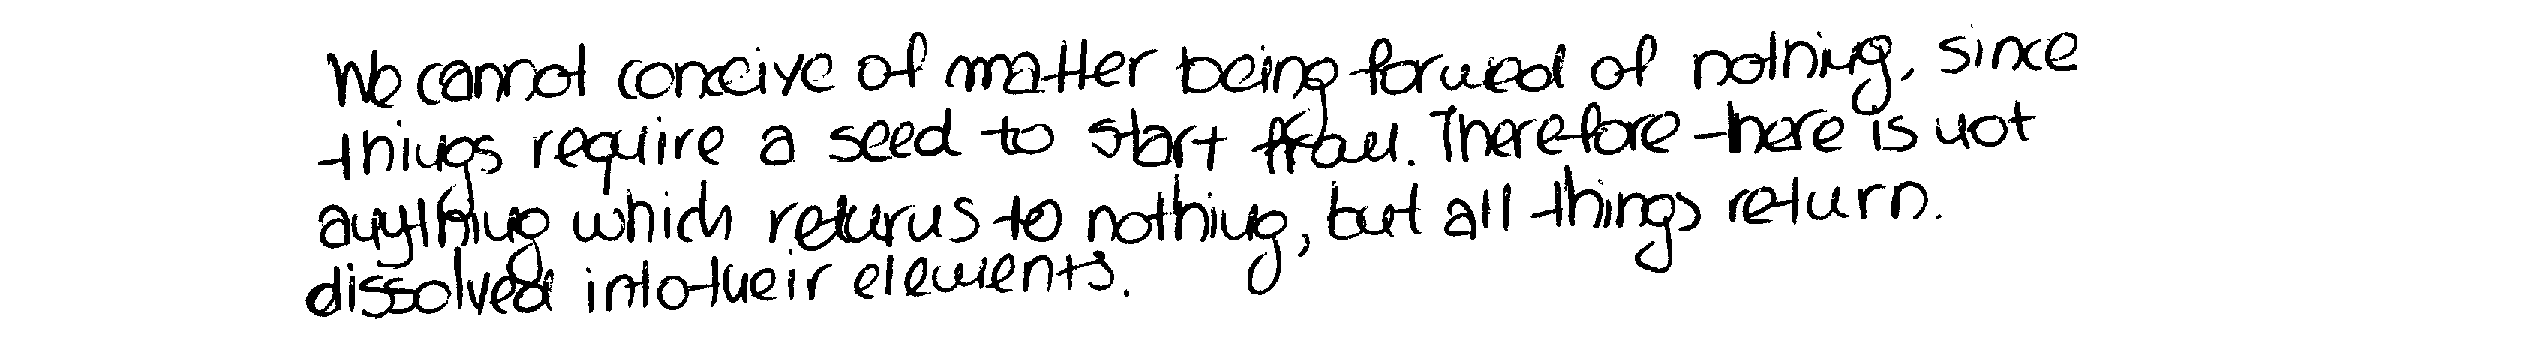 We cannot conceive of matter being formed of nothing, since
things require a seed to start from. Therefore there is not
anything which returns to nothing, but all things return.
dissolved into their elements.